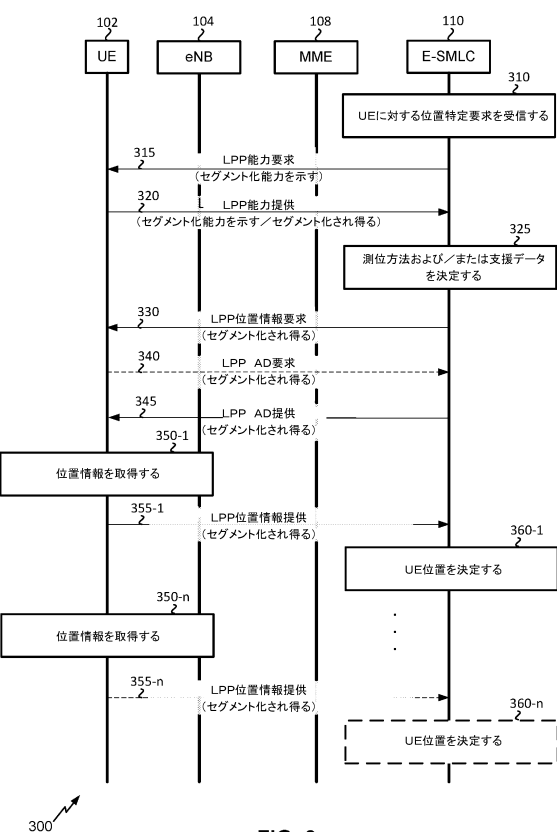 102 104 108 110
UE eNB MME E-SMLC
310
UEに対する位置特定要求を受信する
315 LPP能力要求
(セグメント化能力を示す)
320 LPP能力提供
(セグメント化能力を示す/セグメント化され得る)
325
測位方法および/または支援データ
を決定する
330 LPP位置情報要求
(セグメント化され得る)
340 LPP AD要求
(セグメント化され得る)
345 LPP AD提供
(セグメント化され得る)
350-1
位置情報を取得する
355-1 LPP位置情報提供
(セグメント化され得る)
360-1
UE位置を決定する
350-n
位置情報を取得する
355-n LPP位置情報提供
(セグメント化され得る)
360-n
UE位置を決定する
300